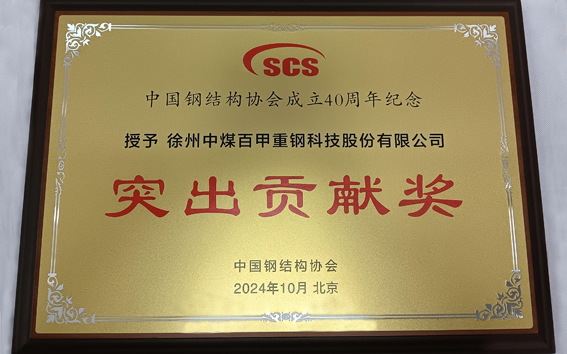 SCS
中国钢结构协会成立40周年纪念
授予 徐州中煤百甲重钢科技股份有限公司
突出贡献奖
中国钢结构协会
2024年10月 北京